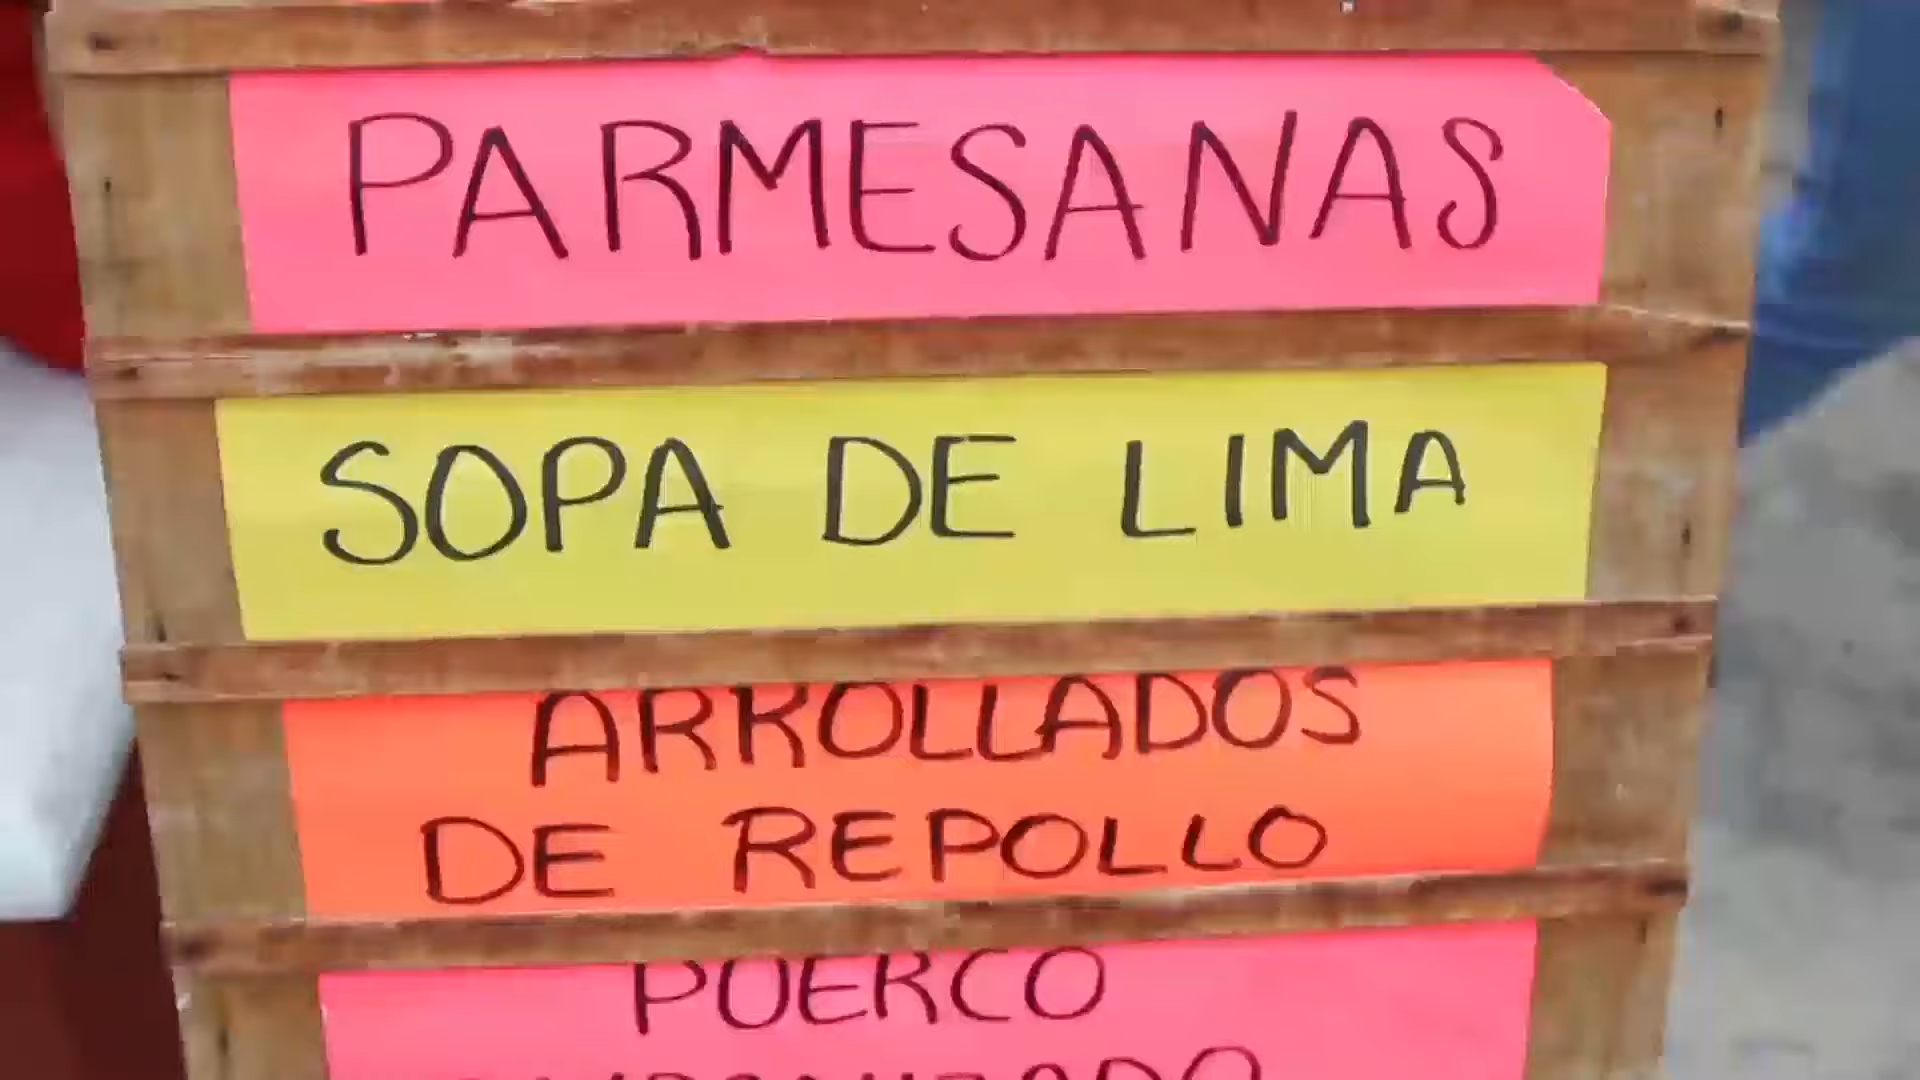 PARMESANAS
SOPA DE LIMA
ARROLLADOS
DE REPOLLO
PUERCO